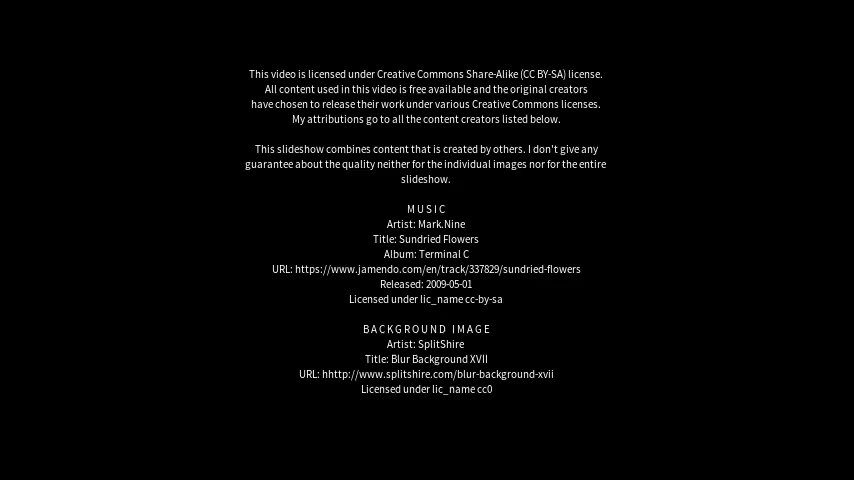 This video is licensed under Creative Commons Share-Alike (CC BY-SA) license.
All content used in this video is free available and the original creators
have chosen to release their work under various Creative Commons licenses.
My attributions go to all the content creators listed below.
This slideshow combines content that is created by others. I don't give any
guarantee about the quality neither for the individual images nor for the entire
slideshow.
MUSIC
Artist: Mark.Nine
Title: Sundried Flowers
Album: Terminal C
URL: https://www.jamendo.com/en/track/337829/sundried-flowers
Released: 2009-05-01
Licensed under lic_name cc-by-sa
BACKGROUND IMAGE
Artist: SplitShire
Title: Blur Background XVII
URL: hhttp://www.splitshire.com/blur-background-xvii
Licensed under lic_name cc0